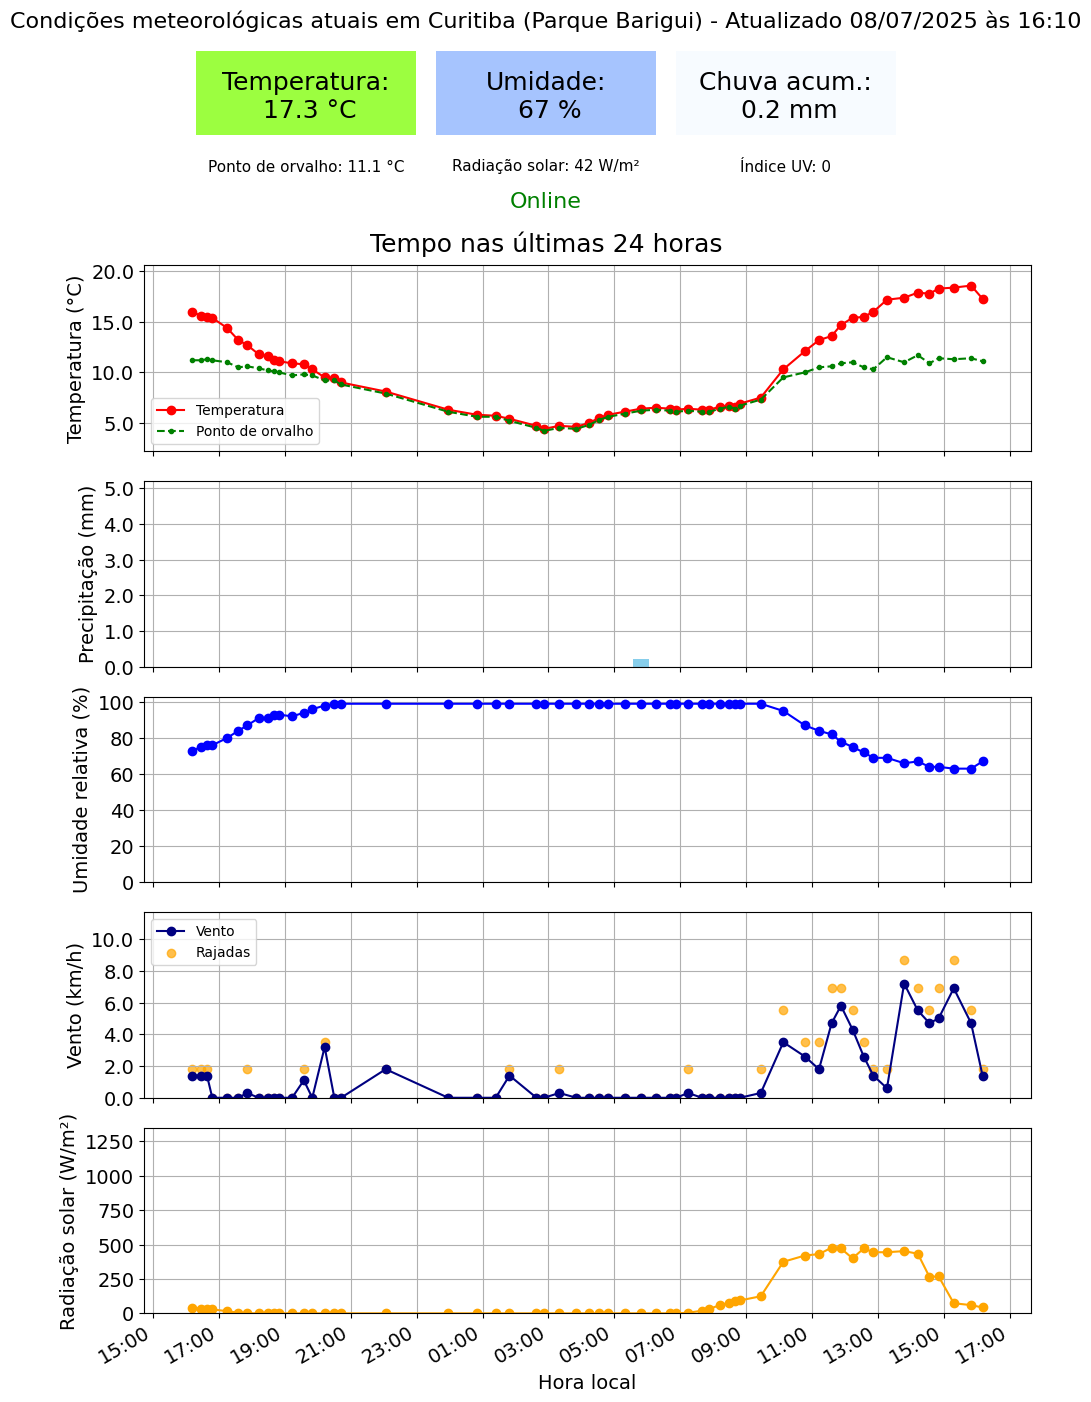 Condições meteorológicas atuais em Curitiba (Parque Barigui) - Atualizado 08/07/2025 às 16:10
Temperatura:
17.3 °C
Umidade:
67 %
Chuva acum.:
0.2 mm
Ponto de orvalho: 11.1 °C
Radiação solar: 42 W/m²
Índice UV: 0
Online
Tempo nas últimas 24 horas
Temperatura (°C)
20.0
15.0
10.0
5.0
Temperatura
Ponto de orvalho
Precipitação (mm)
5.0
4.0
3.0
2.0
1.0
0.0
Umidade relativa (%)
100
80
60
40
20
0
Vento (km/h)
10.0
8.0
6.0
4.0
2.0
0.0
Vento
Rajadas
Radiação solar (W/m²)
1250
1000
750
500
250
0
15:00
17:00
19:00
21:00
23:00
01:00
03:00
05:00
07:00
09:00
11:00
13:00
15:00
17:00
Hora local